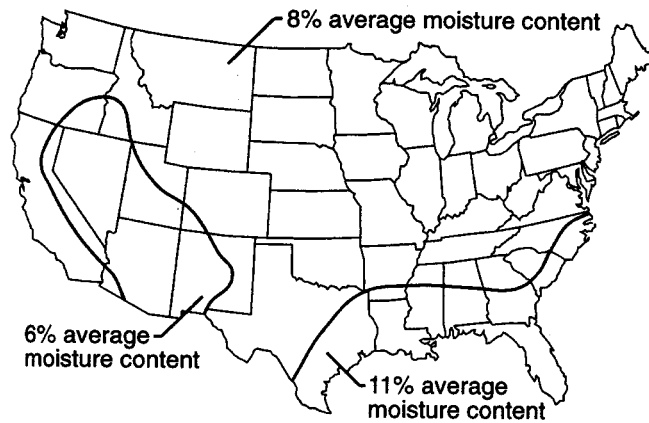 8% average moisture content
6% average
moisture content
11% average
moisture content